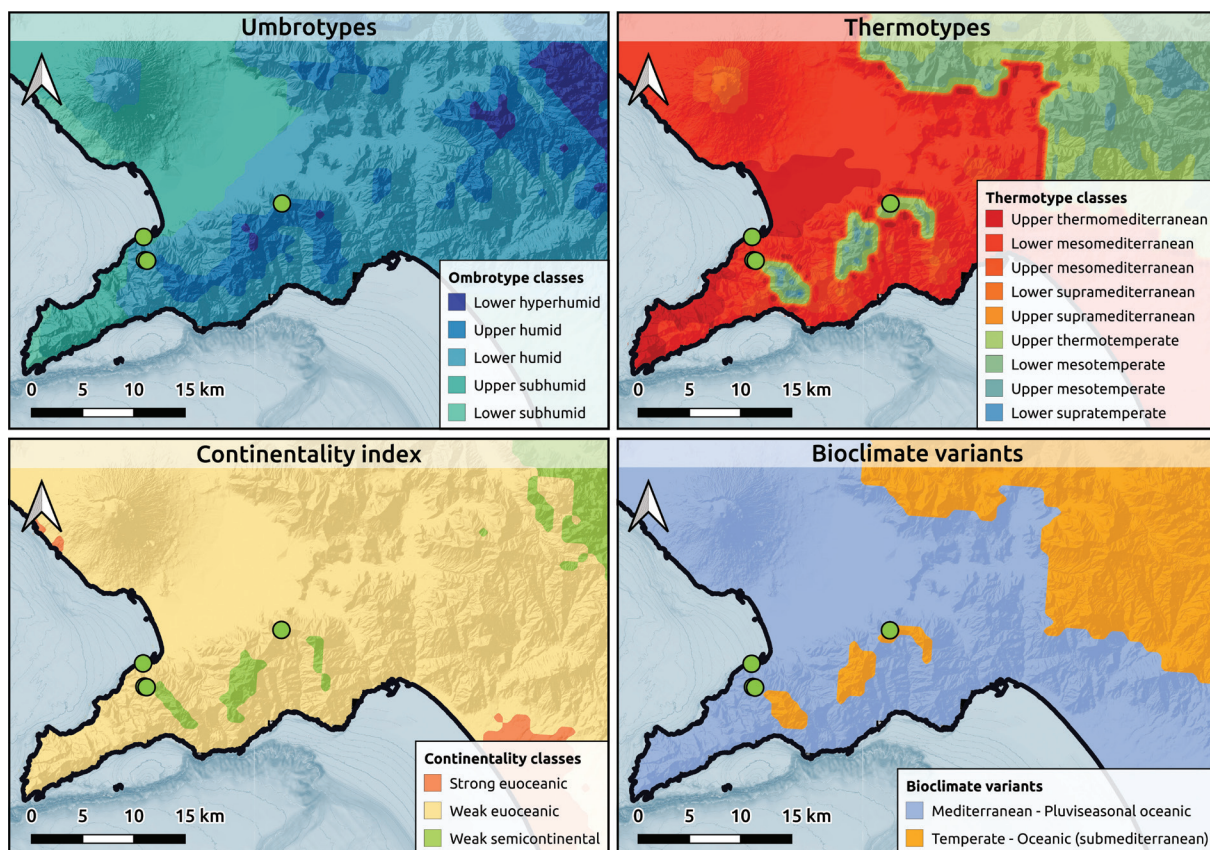 Umbrotypes
0 5 10 15 km
Ombrotype classes
Lower hyperhumid
Upper humid
Lower humid
Upper subhumid
Lower subhumid
Thermotypes
0 5 10 15 km
Thermotype classes
Upper thermomediterranean
Lower mesomediterranean
Upper mesomediterranean
Lower supramediterranean
Upper supramediterranean
Upper thermotemperate
Lower mesotemperate
Upper mesotemperate
Lower supratemperate
Continentality index
0 5 10 15 km
Continentality classes
Strong euoceanic
Weak euoceanic
Weak semicontinental
Bioclimate variants
0 5 10 15 km
Bioclimate variants
Mediterranean - Pluviseasonal oceanic
Temperate - Oceanic (submediterranean)